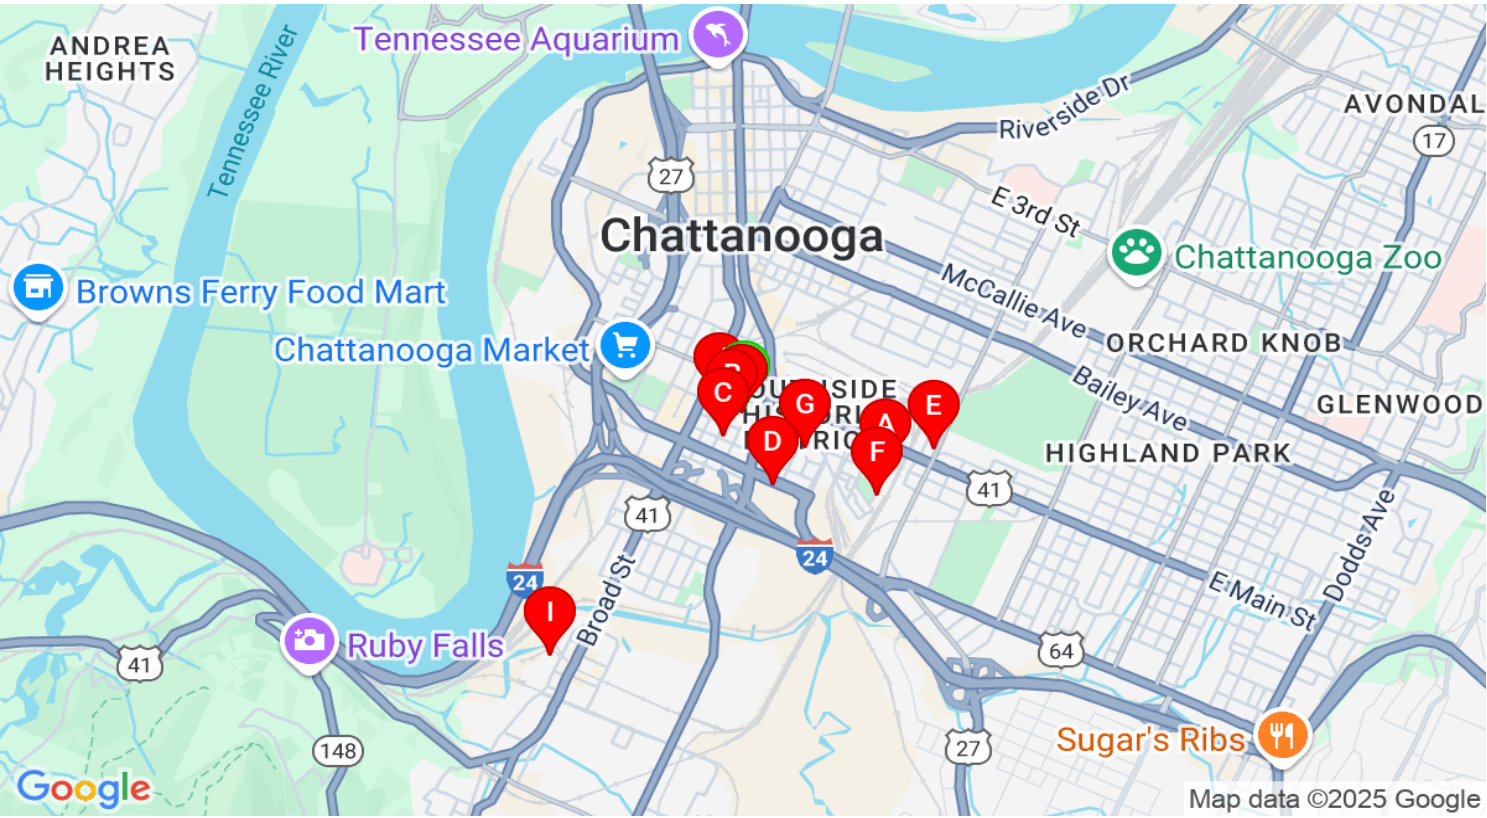 ANDREA
HEIGHTS
Tennessee Aquarium
Tennessee River
Riverside Dr
AVONDAL
17
27
E 3rd St
Chattanooga
Chattanooga Zoo
McCallie Ave
Browns Ferry Food Mart
Chattanooga Market
ORCHARD KNOB
Bailey Ave
GLENWOOD
C
G
A
E
D
F
HIGHLAND PARK
41
41
24
24
I
Broad St
Dodds Ave
E Main St
Ruby Falls
41
64
148
27
Sugar's Ribs
Google
Map data ©2025 Google